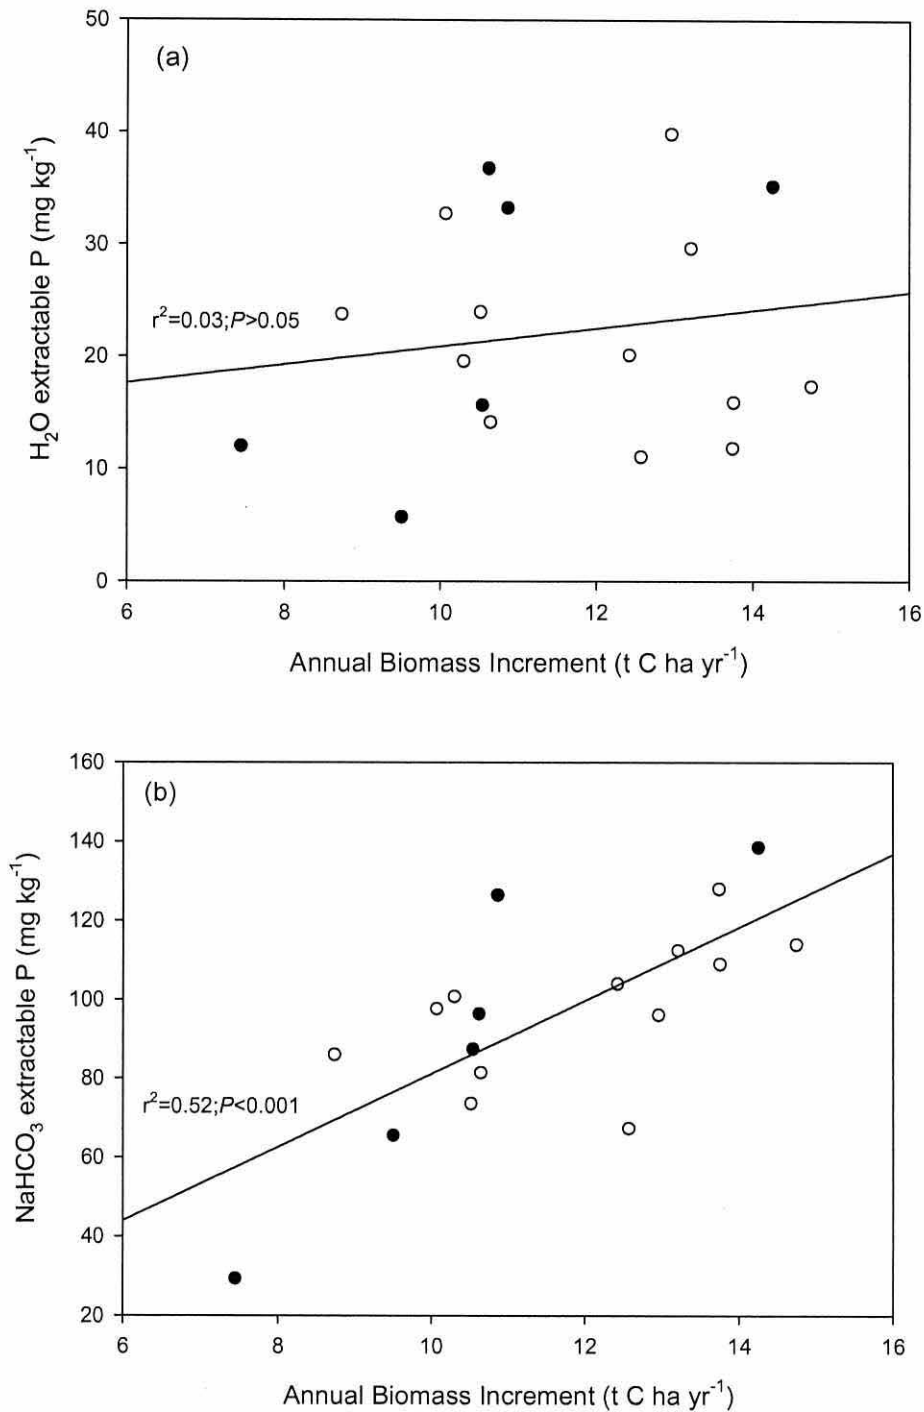 50
(a)
40
30
20
10
0
r²=0.03;P>0.05
H₂O extractable P (mg kg⁻¹)
6 8 10 12 14 16
Annual Biomass Increment (t C ha yr⁻¹)
160
(b)
140
120
100
80
60
40
20
r²=0.52;P<0.001
NaHCO₃ extractable P (mg kg⁻¹)
6 8 10 12 14 16
Annual Biomass Increment (t C ha yr⁻¹)